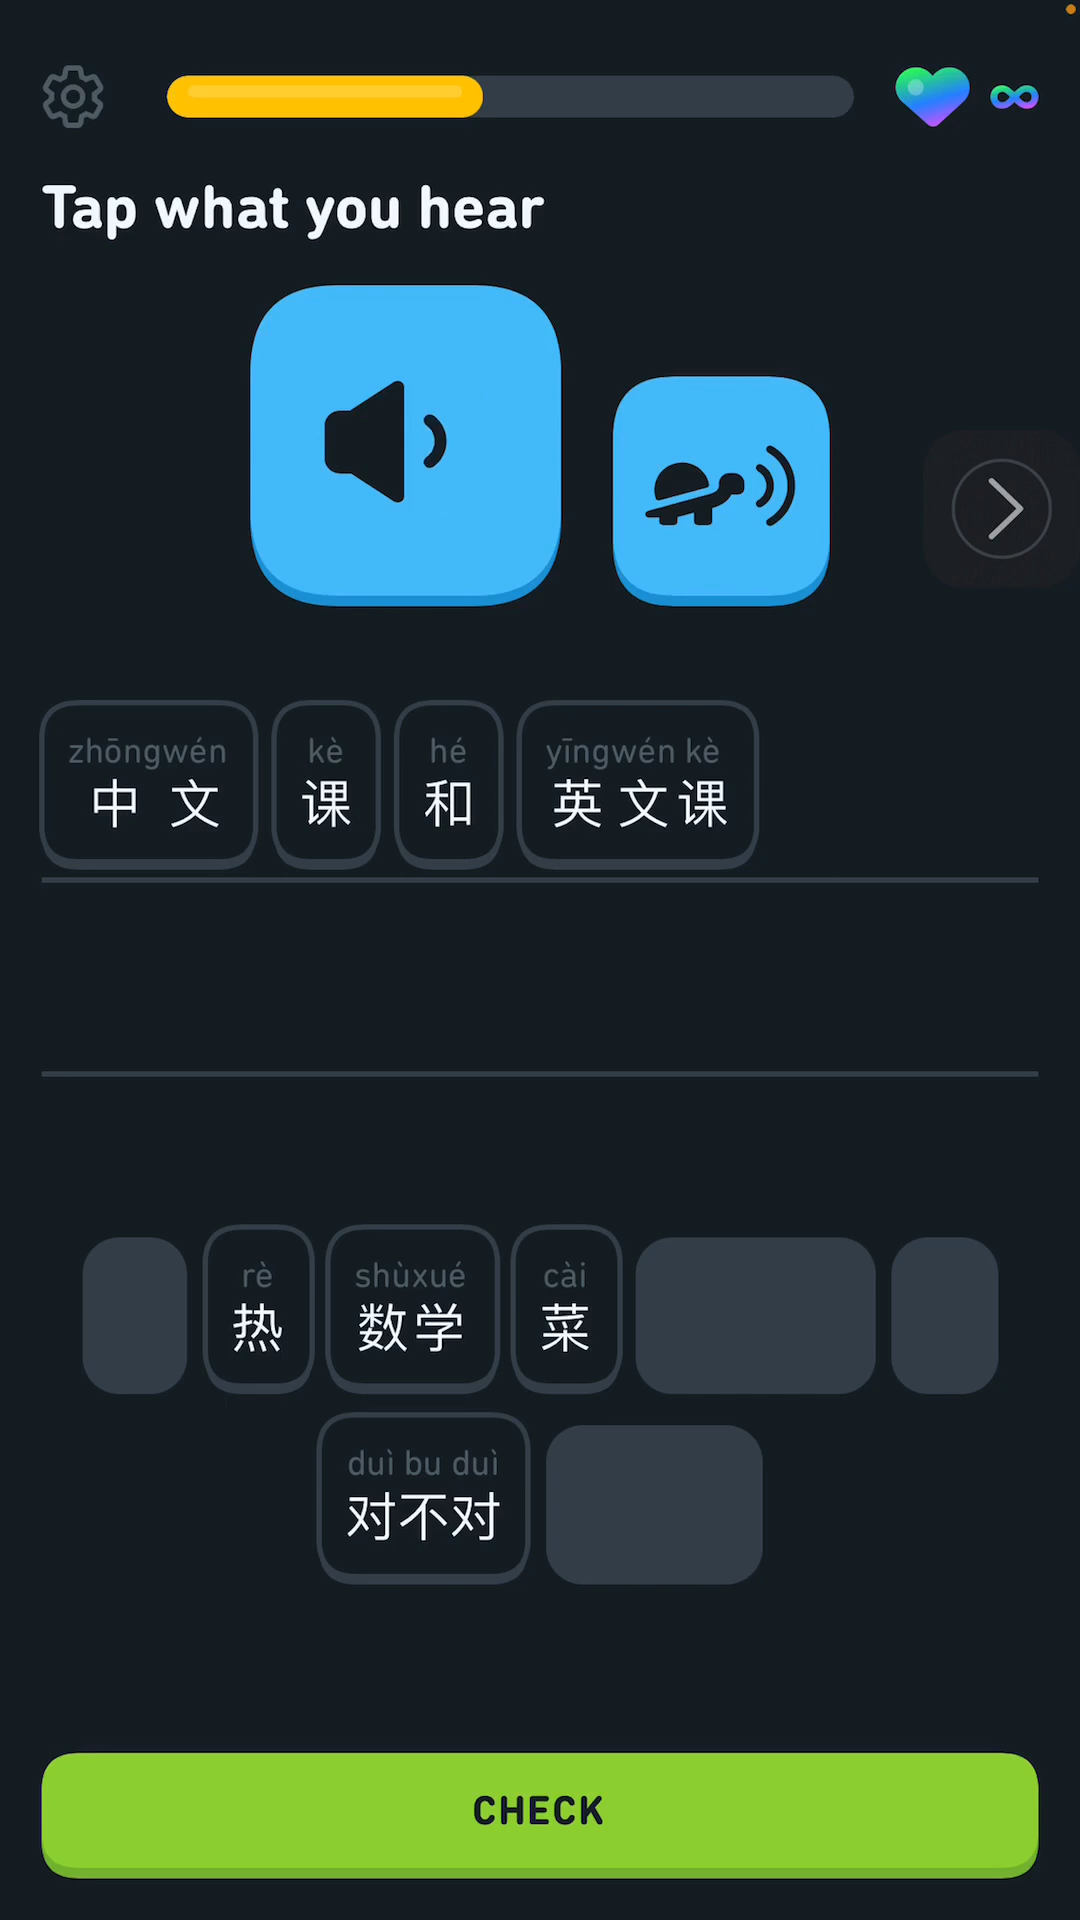 Tap what you hear
zhōngwén kè hé yīngwén kè
中文 课 和 英文课
rè shùxué cài
热 数学 菜
duì bu duì
对不对
CHECK